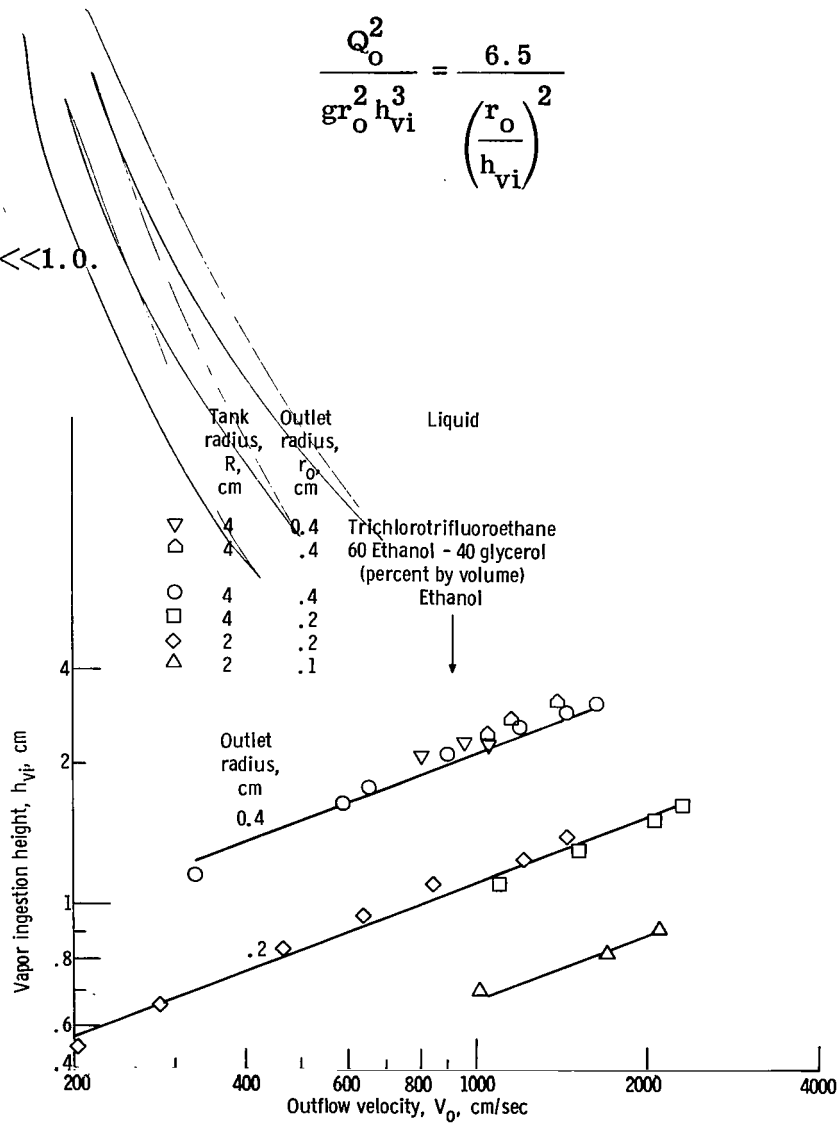 Q_o^2 / (g r_o^2 h_vi^3) = 6.5 / (r_o / h_vi)^2
<<1.0.
Tank radius, R, cm
Outlet radius, r_o, cm
Liquid
4 0.4 Trichlorotrifluoroethane
4 .4 60 Ethanol - 40 glycerol
(percent by volume)
4 .4 Ethanol
4 .2
2 .2
2 .1
Outlet radius, cm
0.4
.2
Vapor ingestion height, h_vi, cm
4
2
1
.8
.6
.4
200 400 600 800 1000 2000 4000
Outflow velocity, V_o, cm/sec